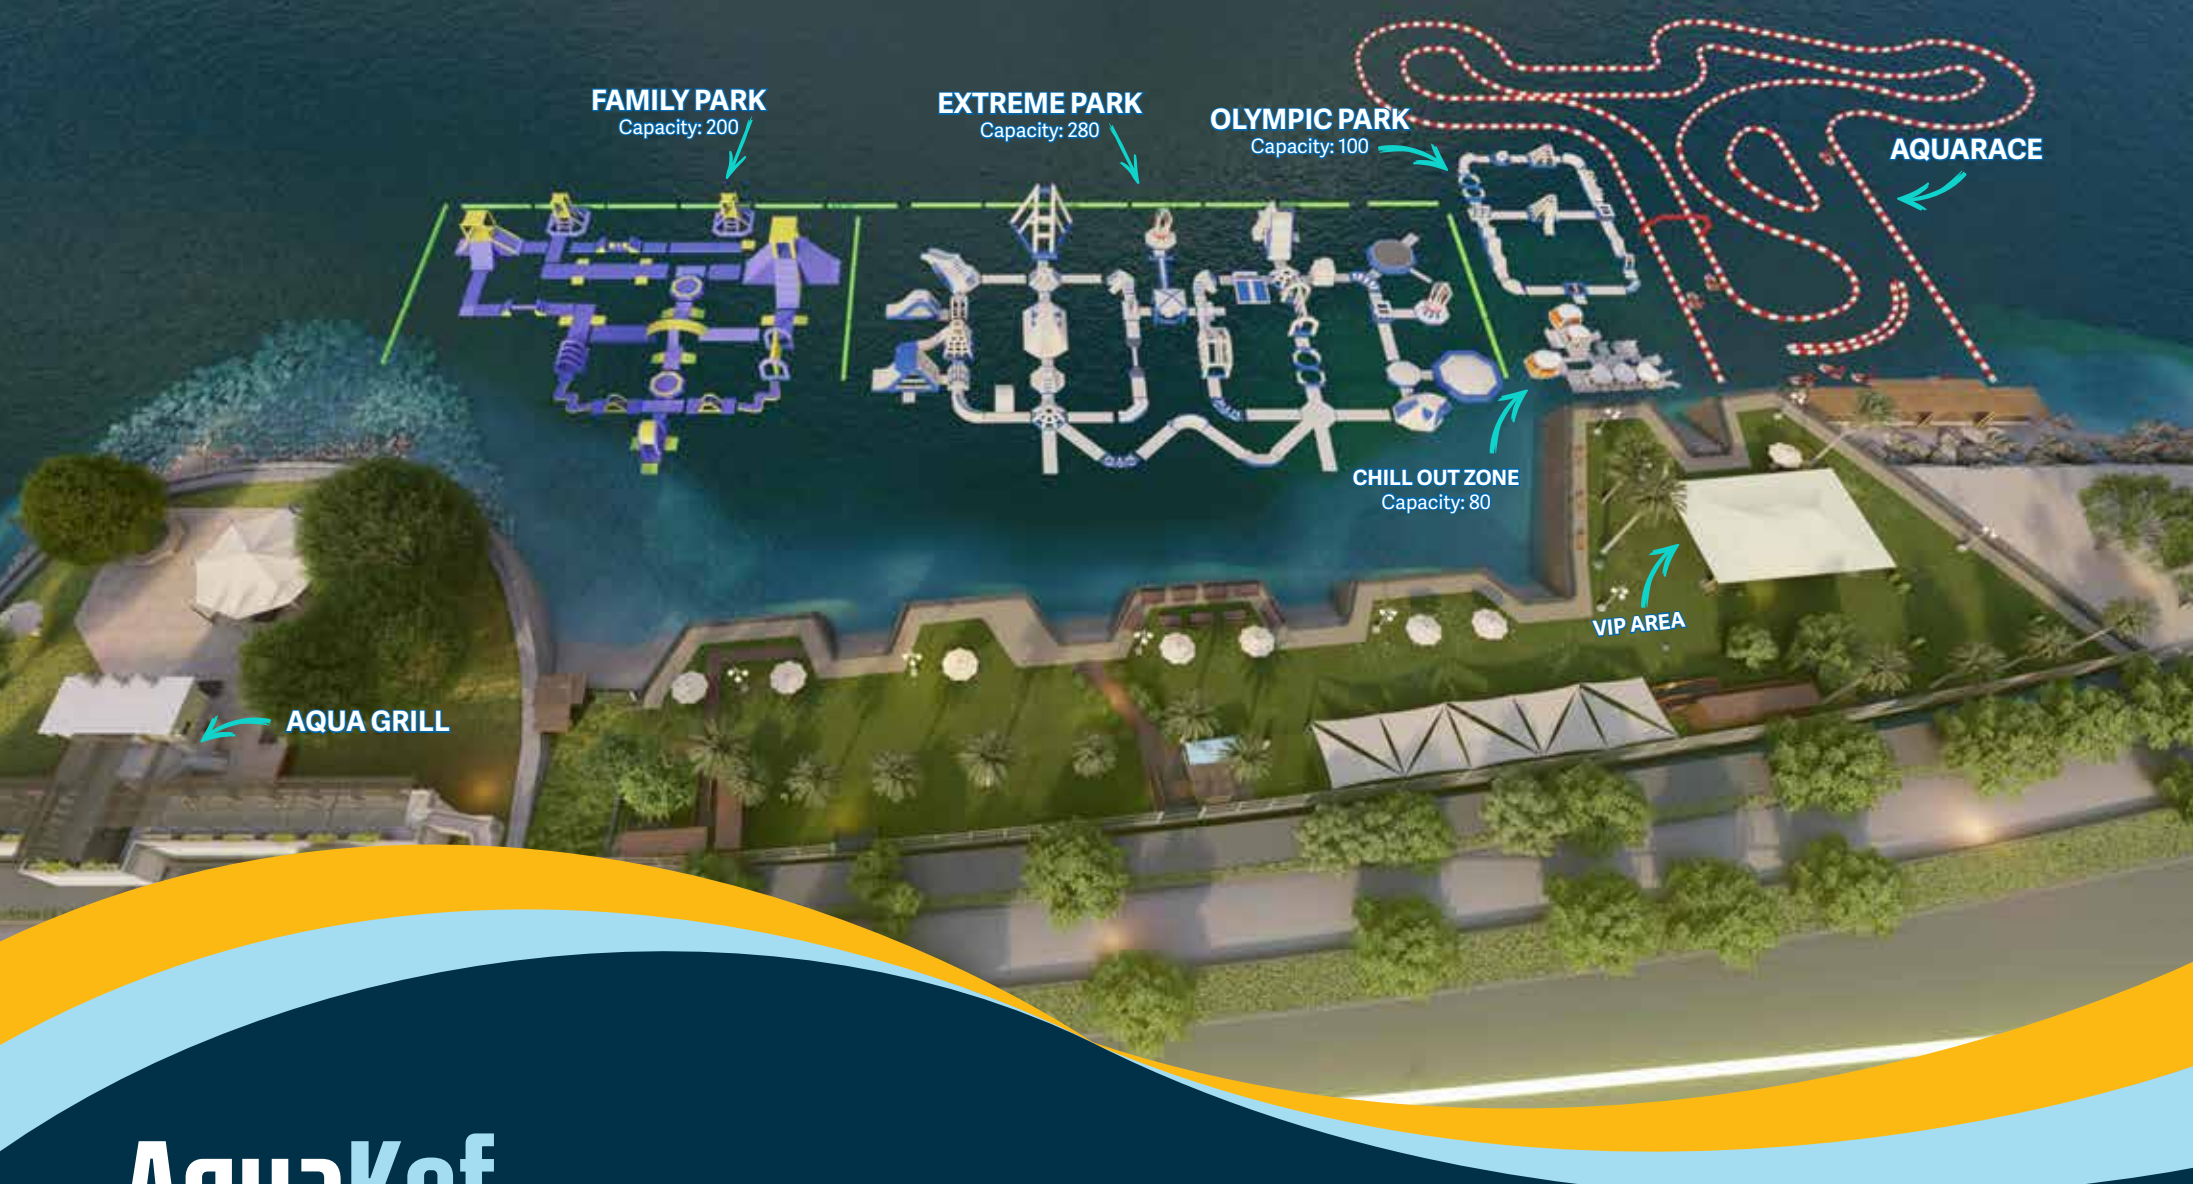 FAMILY PARK
Capacity: 200
EXTREME PARK
Capacity: 280
OLYMPIC PARK
Capacity: 100
AQUARACE
CHILL OUT ZONE
Capacity: 80
VIP AREA
AQUA GRILL
AquaKef